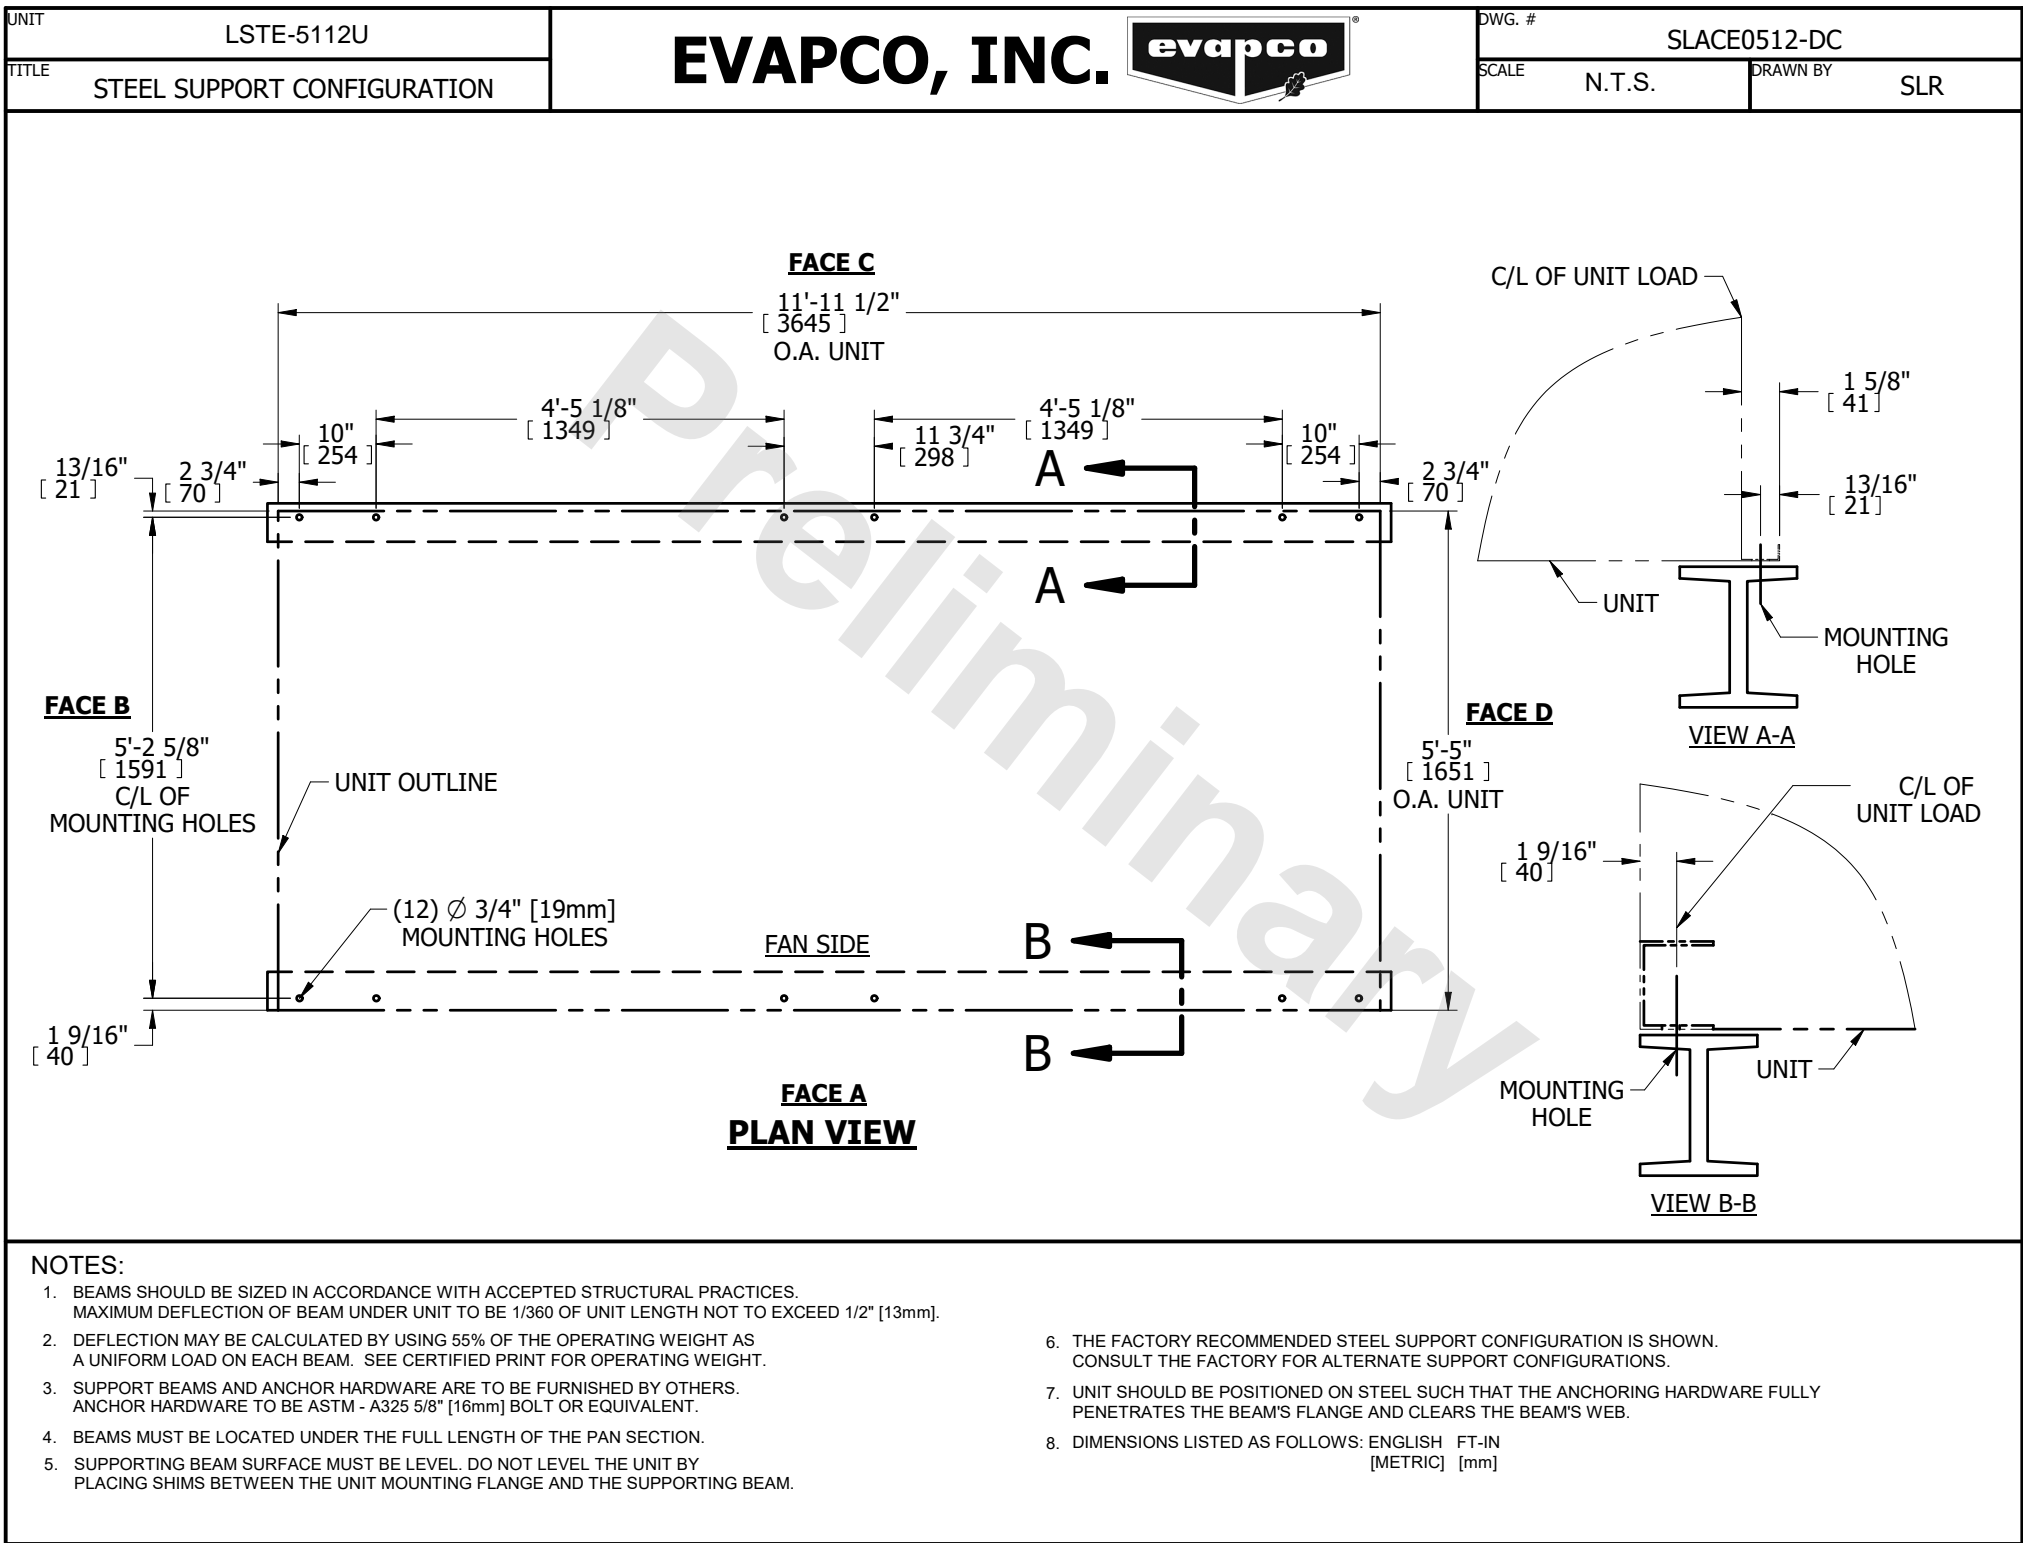 UNIT
LSTE-5112U
TITLE
STEEL SUPPORT CONFIGURATION
EVAPCO, INC.
evapco
®
DWG. #
SLACE0512-DC
SCALE
N.T.S.
DRAWN BY
SLR
FACE C
11'-11 1/2"
[ 3645 ]
O.A. UNIT
4'-5 1/8"
[ 1349 ]
4'-5 1/8"
[ 1349 ]
10"
[ 254 ]
11 3/4"
[ 298 ]
10"
[ 254 ]
13/16"
[ 21 ]
2 3/4"
[ 70 ]
2 3/4"
[ 70 ]
A
A
FACE B
5'-2 5/8"
[ 1591 ]
C/L OF
MOUNTING HOLES
UNIT OUTLINE
(12) Ø 3/4" [19mm]
MOUNTING HOLES
FAN SIDE
B
B
1 9/16"
[ 40 ]
FACE D
5'-5"
[ 1651 ]
O.A. UNIT
FACE A
PLAN VIEW
Preliminary
C/L OF UNIT LOAD
1 5/8"
[ 41 ]
13/16"
[ 21 ]
UNIT
MOUNTING
HOLE
VIEW A-A
C/L OF
UNIT LOAD
1 9/16"
[ 40 ]
UNIT
MOUNTING
HOLE
VIEW B-B
NOTES:
1. BEAMS SHOULD BE SIZED IN ACCORDANCE WITH ACCEPTED STRUCTURAL PRACTICES.
MAXIMUM DEFLECTION OF BEAM UNDER UNIT TO BE 1/360 OF UNIT LENGTH NOT TO EXCEED 1/2" [13mm].
2. DEFLECTION MAY BE CALCULATED BY USING 55% OF THE OPERATING WEIGHT AS
A UNIFORM LOAD ON EACH BEAM. SEE CERTIFIED PRINT FOR OPERATING WEIGHT.
3. SUPPORT BEAMS AND ANCHOR HARDWARE ARE TO BE FURNISHED BY OTHERS.
ANCHOR HARDWARE TO BE ASTM - A325 5/8" [16mm] BOLT OR EQUIVALENT.
4. BEAMS MUST BE LOCATED UNDER THE FULL LENGTH OF THE PAN SECTION.
5. SUPPORTING BEAM SURFACE MUST BE LEVEL. DO NOT LEVEL THE UNIT BY
PLACING SHIMS BETWEEN THE UNIT MOUNTING FLANGE AND THE SUPPORTING BEAM.
6. THE FACTORY RECOMMENDED STEEL SUPPORT CONFIGURATION IS SHOWN.
CONSULT THE FACTORY FOR ALTERNATE SUPPORT CONFIGURATIONS.
7. UNIT SHOULD BE POSITIONED ON STEEL SUCH THAT THE ANCHORING HARDWARE FULLY
PENETRATES THE BEAM'S FLANGE AND CLEARS THE BEAM'S WEB.
8. DIMENSIONS LISTED AS FOLLOWS: ENGLISH FT-IN
[METRIC] [mm]